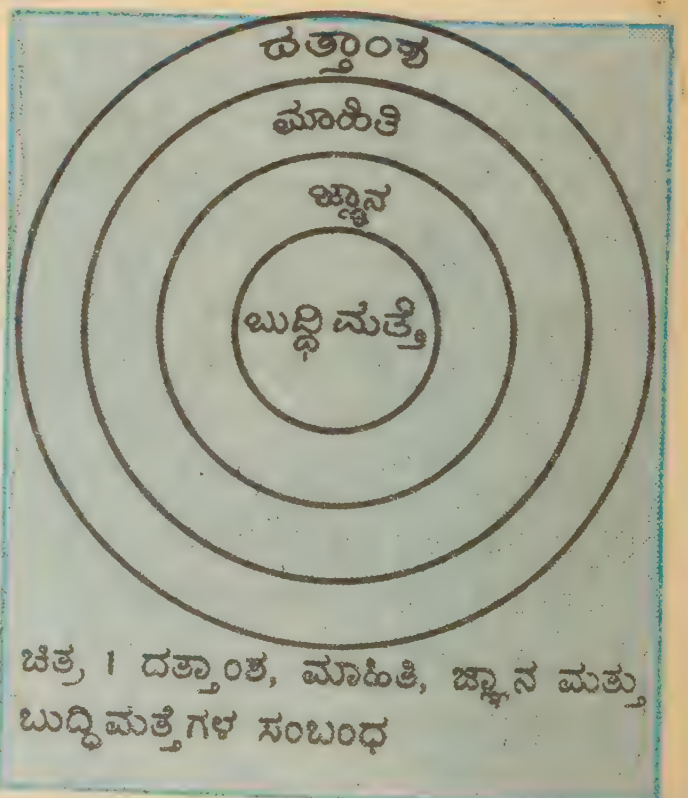 ದತ್ತಾಂಶ
ಮಾಹಿತಿ
ಜ್ಞಾನ
ಬುದ್ಧಿಮತ್ತೆ
ಚಿತ್ರ 1 ದತ್ತಾಂಶ, ಮಾಹಿತಿ, ಜ್ಞಾನ ಮತ್ತು
ಬುದ್ಧಿಮತ್ತೆಗಳ ಸಂಬಂಧ